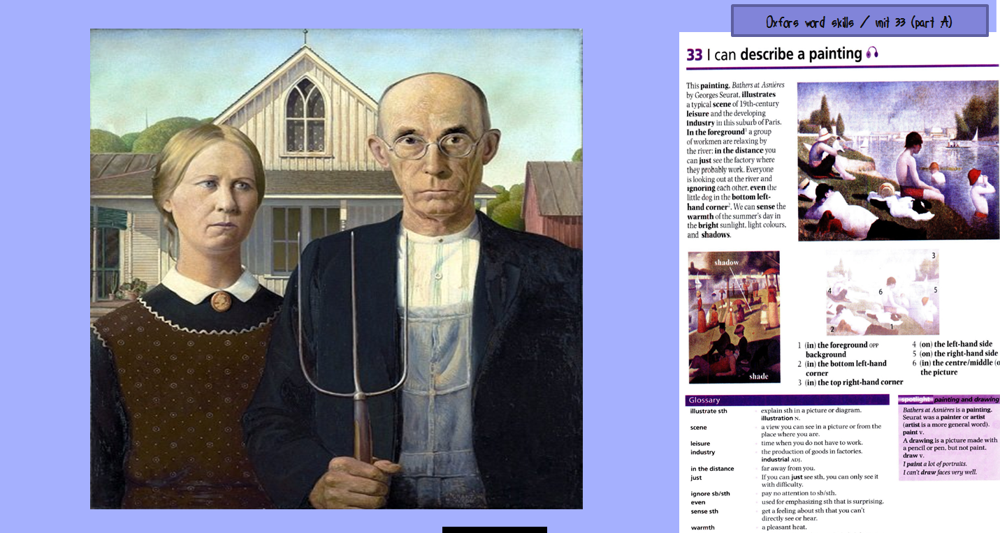 Oxfors word skills / unit 33 (part A)
33 I can describe a painting
This painting, Bathers at Asnières
by Georges Seurat, illustrates
a typical scene of 19th-century
leisure and the developing
industry in this suburb of Paris.
In the foreground¹ a group
of workmen are relaxing by
the river; in the distance you
can just see the factory where
they probably work. Everyone
is looking out at the river and
ignoring each other, even the
little dog in the bottom left-
hand corner². We can sense the
warmth of the summer's day in
the bright sunlight, light colours,
and shadows.
shadow
shade
3
4
6
5
2
1
1 (in) the foreground OPP
background
2 (in) the bottom left-hand
corner
3 (in) the top right-hand corner
4 (on) the left-hand side
5 (on) the right-hand side
6 (in) the centre/middle (o
the picture
Glossary
illustrate sth explain sth in a picture or diagram.
illustration N.
scene a view you can see in a picture or from the
place where you are.
leisure time when you do not have to work.
industry the production of goods in factories.
industrial ADJ.
in the distance far away from you.
just If you can just see sth, you can only see it
with difficulty.
ignore sb/sth pay no attention to sb/sth.
even used for emphasizing sth that is surprising.
sense sth get a feeling about sth that you can't
directly see or hear.
warmth a pleasant heat.
spotlight painting and drawing
Bathers at Asnières is a painting.
Seurat was a painter or artist
(artist is a more general word).
paint v.
A drawing is a picture made with
a pencil or pen, but not paint.
draw v.
I paint a lot of portraits.
I can't draw faces very well.